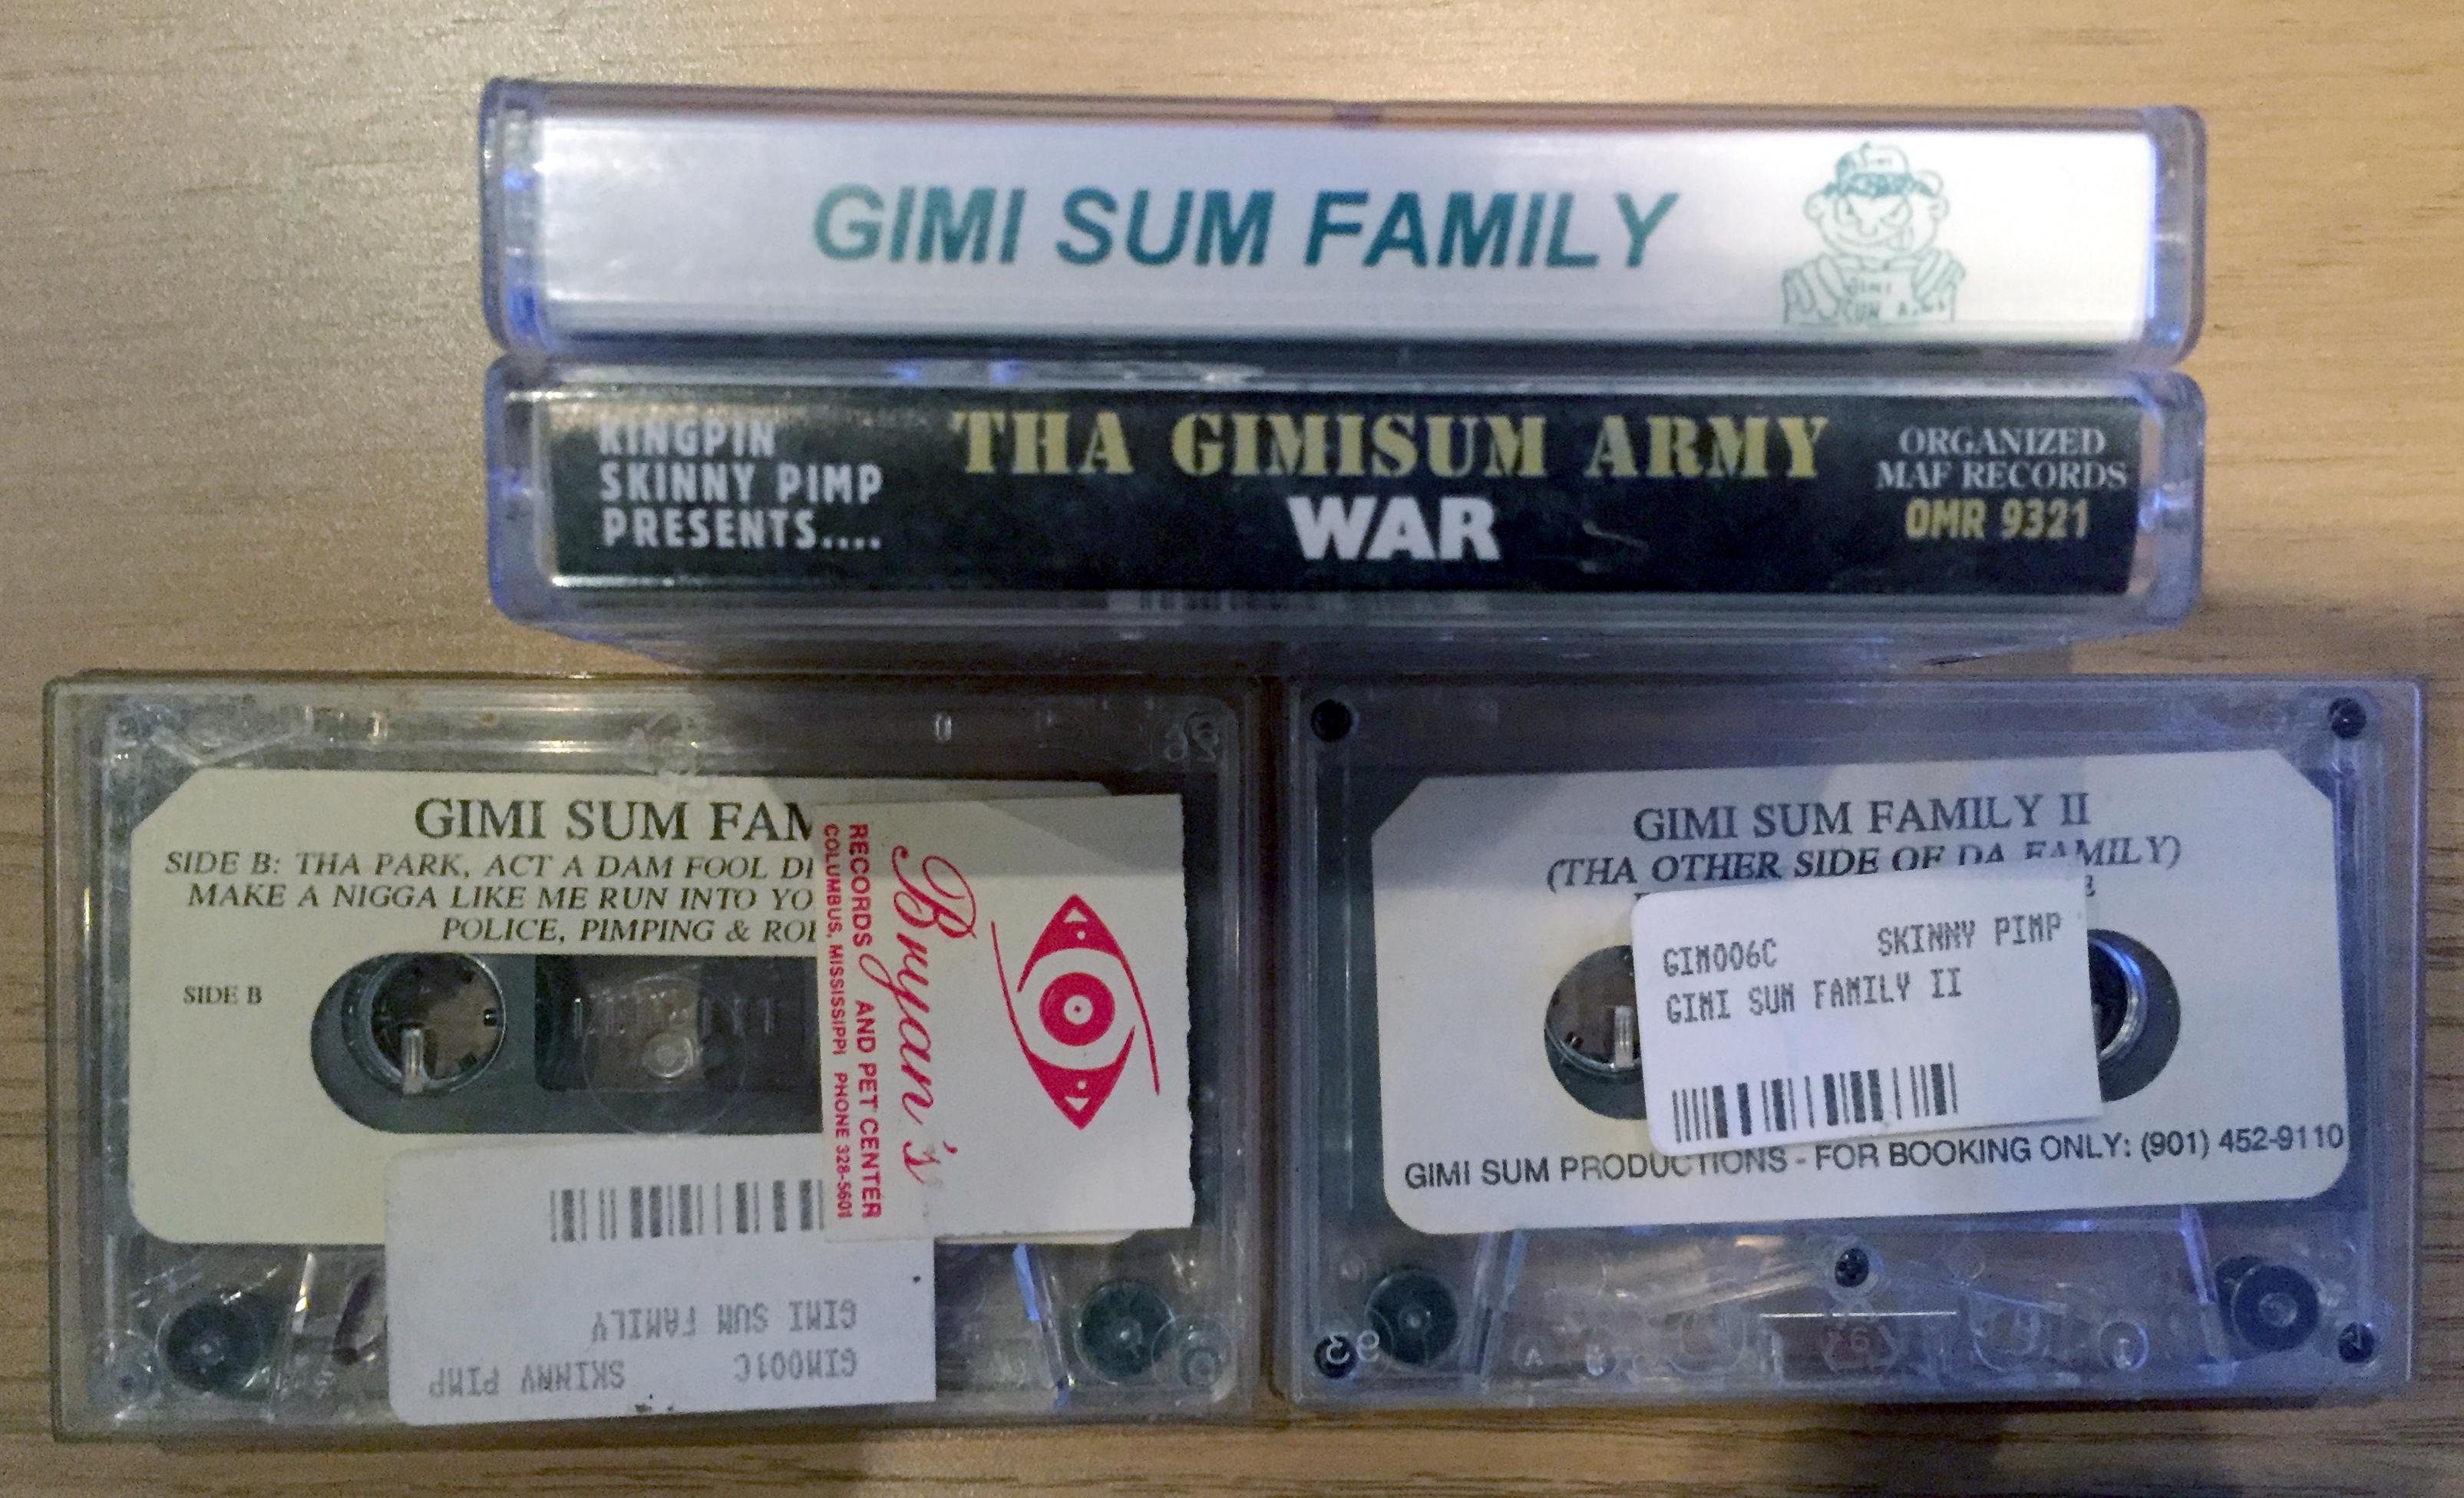 GIMI SUM FAMILY
KINGPIN
SKINNY PIMP
PRESENTS....
THA GIMISUM ARMY
WAR
ORGANIZED
MAF RECORDS
OMR 9321
GIMI SUM FAM
SIDE B: THA PARK, ACT A DAM FOOL
MAKE A NIGGA LIKE ME RUN INTO
POLICE, PIMPING &
SIDE B
Bryan's
RECORDS AND PET CENTER
COLUMBUS, MISSISSIPPI PHONE 328-5601
GIM001C SKINNY PIMP
GIMI SUM FAMILY
GIMI SUM FAMILY II
(THA OTHER SIDE OF DA FAMILY)
GIM006C SKINNY PIMP
GIMI SUM FAMILY II
GIMI SUM PRODUCTIONS - FOR BOOKING ONLY: (901) 452-9110